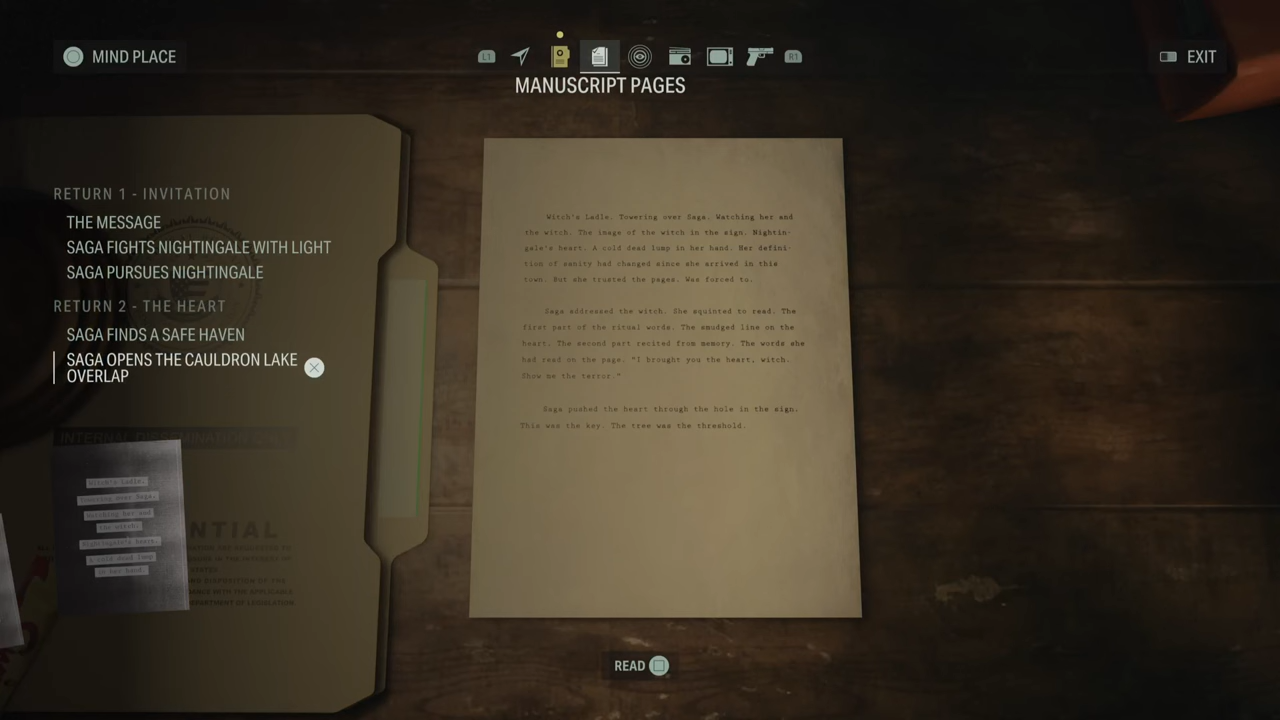 MIND PLACE
L1
R1
EXIT
MANUSCRIPT PAGES
RETURN 1 - INVITATION
THE MESSAGE
SAGA FIGHTS NIGHTINGALE WITH LIGHT
SAGA PURSUES NIGHTINGALE
RETURN 2 - THE HEART
SAGA FINDS A SAFE HAVEN
SAGA OPENS THE CAULDRON LAKE
OVERLAP
Witch's Ladle. Towering over Saga. Watching her and
the witch. The image of the witch in the sign. Nightin-
gale's heart. A cold dead lump in her hand. Her defini-
tion of sanity had changed since she arrived in this
town. But she trusted the pages. Was forced to.
Saga addressed the witch. She squinted to read. The
first part of the ritual words. The smudged line on the
heart. The second part recited from memory. The words she
had read on the page. "I brought you the heart, witch.
Show me the terror."
Saga pushed the heart through the hole in the sign.
This was the key. The tree was the threshold.
INTERNAL DISSEMINATION
Witch's Ladle.
Towering over Saga.
Watching her and
the witch.
Nightingale's heart.
A cold dead lump
in her hand.
NTIAL
READ